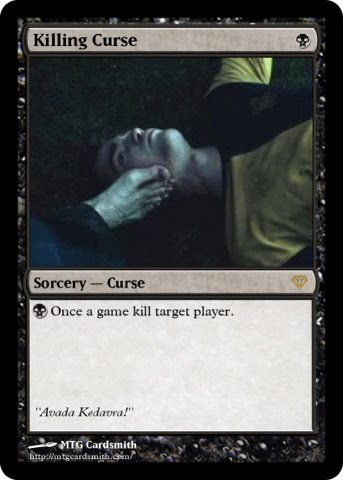 Killing Curse
Sorcery — Curse
Once a game kill target player.
"Avada Kedavra!"
MTG Cardsmith
http://mtgcardsmith.com/